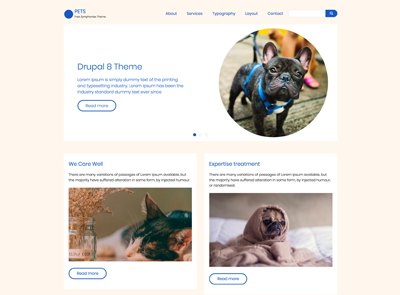 PETS
Free Zymphonies Theme
About Services Typography Layout Contact
Drupal 8 Theme
Lorem Ipsum is simply dummy text of the printing
and typesetting industry. Lorem Ipsum has been the
industry standard dummy text ever since.
Read more
We Care Well
There are many variations of passages of Lorem Ipsum available, but
the majority have suffered alteration in some form, by injected humour.
Read more
Expertise treatment
There are many variations of passages of Lorem Ipsum available, but
the majority have suffered alteration in some form, by injected humour,
or randomised.
Read more